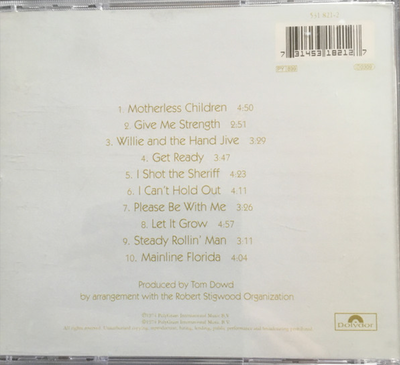 7 31453 18212 7
1. Motherless Children 4:50
2. Give Me Strength 2:51
3. Willie and the Hand Jive 3:29
4. Get Ready 3:47
5. I Shot the Sheriff 4:23
6. I Can't Hold Out 4:11
7. Please Be With Me 3:26
8. Let It Grow 4:57
9. Steady Rollin' Man 3:11
10. Mainline Florida 4:04
Produced by Tom Dowd
by arrangement with the Robert Stigwood Organization
Polydor